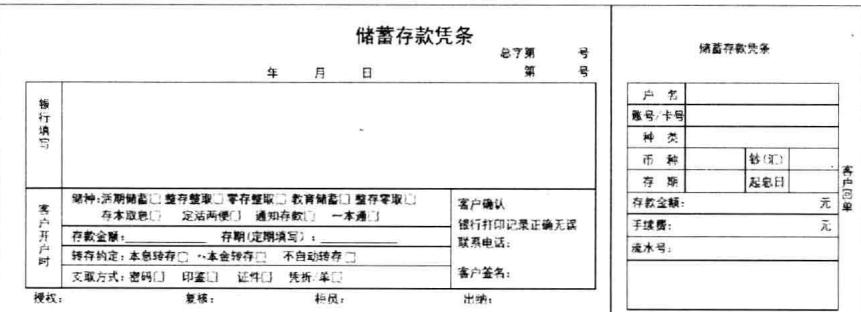 储蓄存款凭条
总字第 号
年 月 日 第 号
银行填写
客户开户时
储种:活期储蓄□ 整存整取□ 零存整取□ 教育储蓄□ 整存零取□
存本取息□ 定活两便□ 通知存款□ 一本通□
存款金额:________ 存期(定期填写):________
转存约定:本息转存□ 本金转存□ 不自动转存□
支取方式:密码□ 印鉴□ 证件□ 凭折/单□
客户确认
银行打印记录正确无误
联系电话:
客户签名:
授权: 复核: 柜员: 出纳:
储蓄存款凭条
户名
账号/卡号
种类
币种 钞(汇)
存期 起息日
存款金额: 元
手续费: 元
流水号:
客户回单